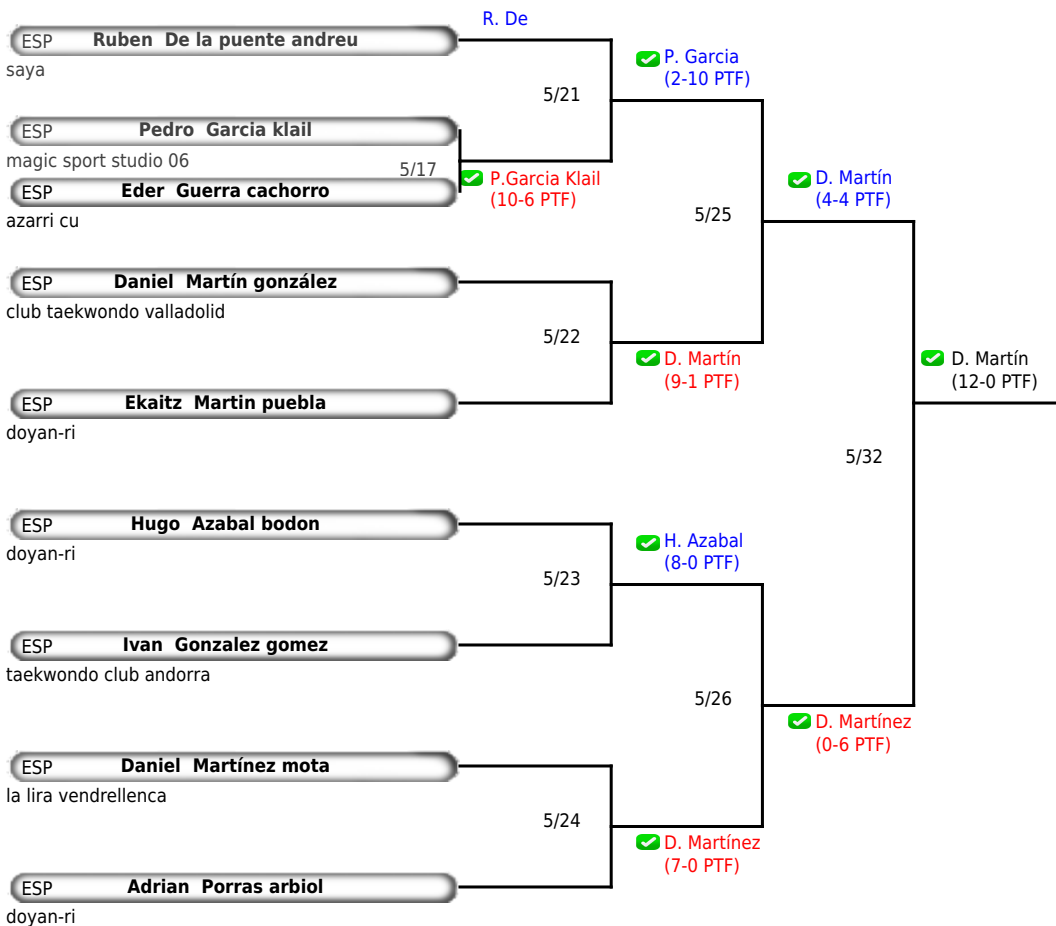 R. De
ESP Ruben De la puente andreu
saya
P. Garcia
(2-10 PTF)
5/21
ESP Pedro Garcia klail
magic sport studio 06
5/17
P.Garcia Klail
(10-6 PTF)
ESP Eder Guerra cachorro
azarri cu
D. Martín
(4-4 PTF)
5/25
ESP Daniel Martín gonzález
club taekwondo valladolid
5/22
D. Martín
(9-1 PTF)
D. Martín
(12-0 PTF)
ESP Ekaitz Martin puebla
doyan-ri
5/32
ESP Hugo Azabal bodon
doyan-ri
H. Azabal
(8-0 PTF)
5/23
ESP Ivan Gonzalez gomez
taekwondo club andorra
5/26
D. Martínez
(0-6 PTF)
ESP Daniel Martínez mota
la lira vendrellenca
5/24
D. Martínez
(7-0 PTF)
ESP Adrian Porras arbiol
doyan-ri